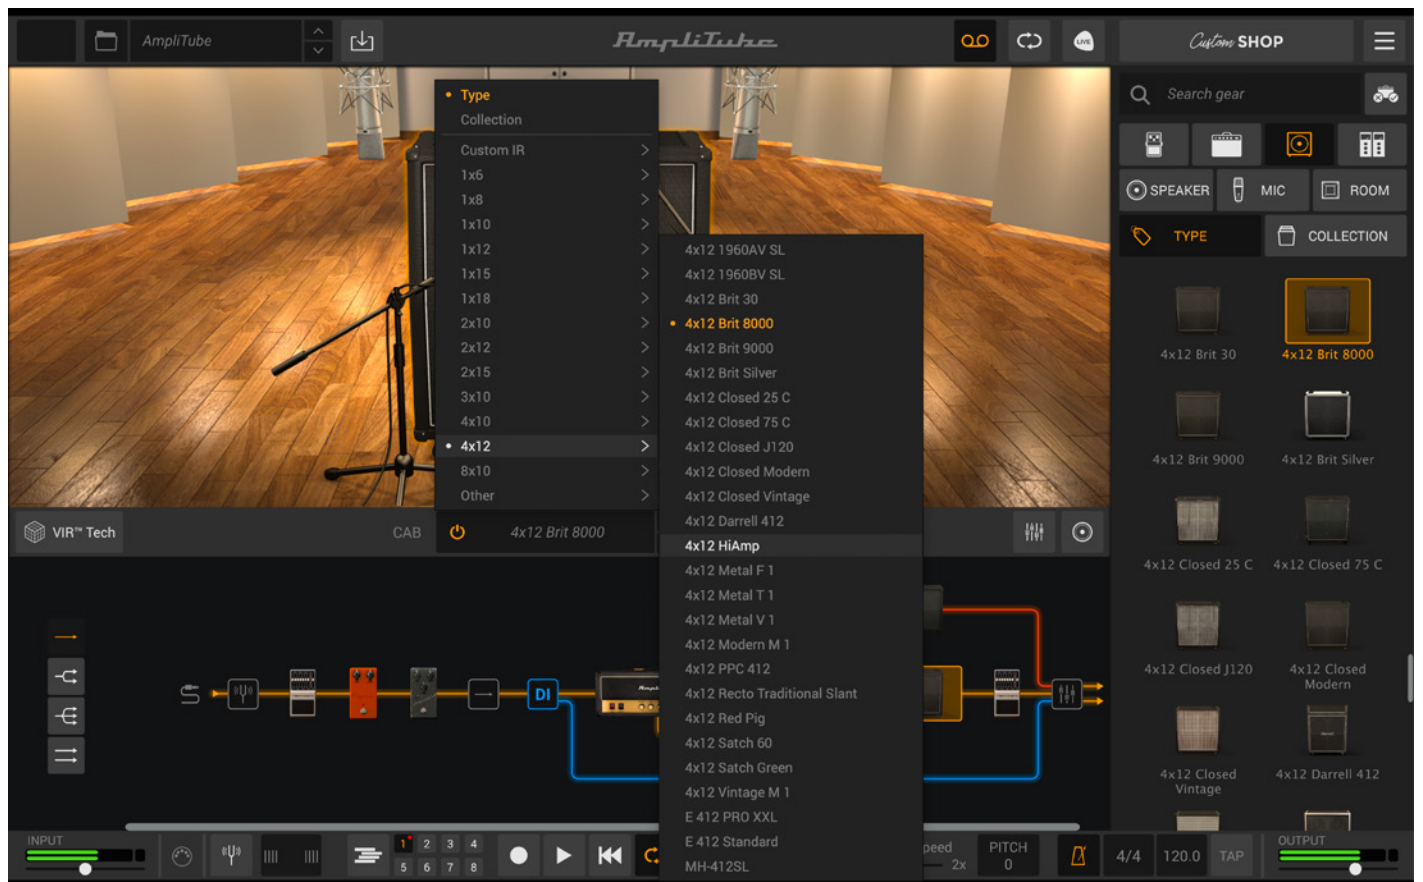 AmpliTube
AmpliTube
LIVE
Custom SHOP
Type
Collection
Custom IR
1x6
1x8
1x10
1x12
1x15
1x18
2x10
2x12
2x15
3x10
4x10
4x12
8x10
Other
4x12 1960AV SL
4x12 1960BV SL
4x12 Brit 30
4x12 Brit 8000
4x12 Brit 9000
4x12 Brit Silver
4x12 Closed 25 C
4x12 Closed 75 C
4x12 Closed J120
4x12 Closed Modern
4x12 Closed Vintage
4x12 Darrell 412
4x12 HiAmp
4x12 Metal F 1
4x12 Metal T 1
4x12 Metal V 1
4x12 Modern M 1
4x12 PPC 412
4x12 Recto Traditional Slant
4x12 Red Pig
4x12 Satch 60
4x12 Satch Green
4x12 Vintage M 1
E 412 PRO XXL
E 412 Standard
MH-412SL
Search gear
SPEAKER
MIC
ROOM
TYPE
COLLECTION
4x12 Brit 30
4x12 Brit 8000
4x12 Brit 9000
4x12 Brit Silver
4x12 Closed 25 C
4x12 Closed 75 C
4x12 Closed J120
4x12 Closed
Modern
4x12 Closed
Vintage
4x12 Darrell 412
VIR™ Tech
CAB
4x12 Brit 8000
DI
INPUT
1 2 3 4
5 6 7 8
peed
2x
PITCH
0
4/4
120.0
TAP
OUTPUT